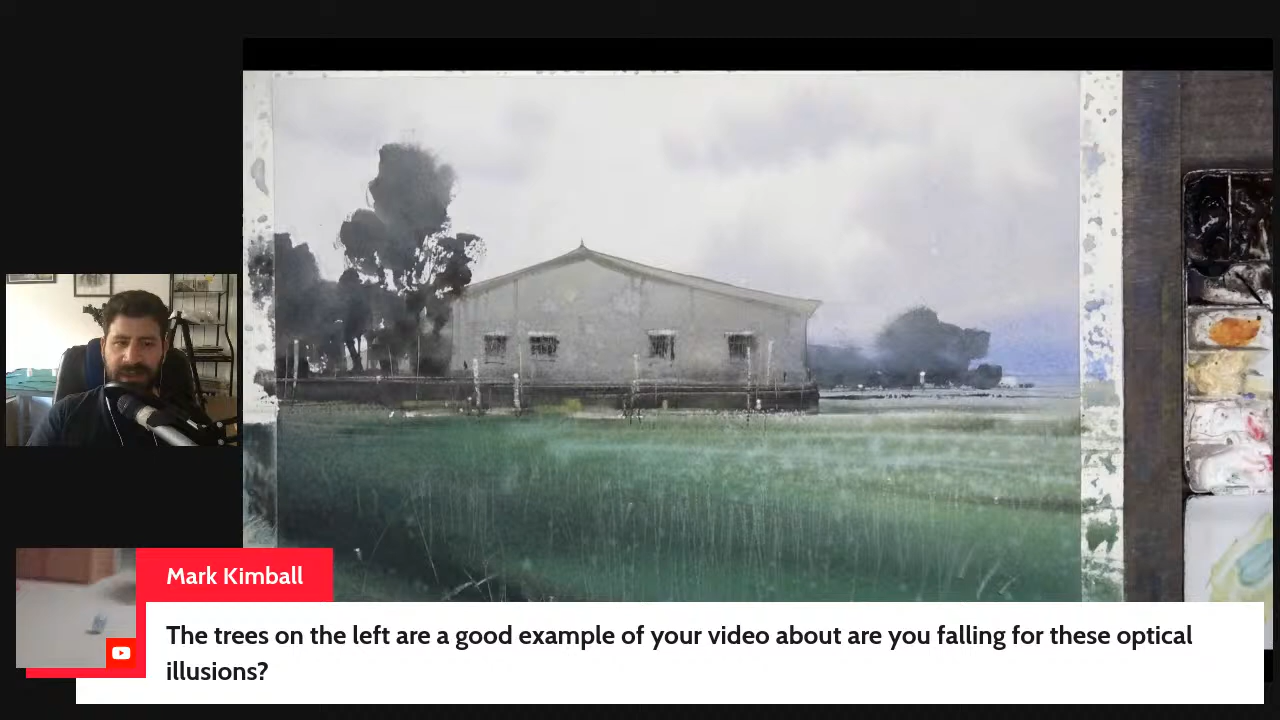 Mark Kimball
The trees on the left are a good example of your video about are you falling for these optical
illusions?